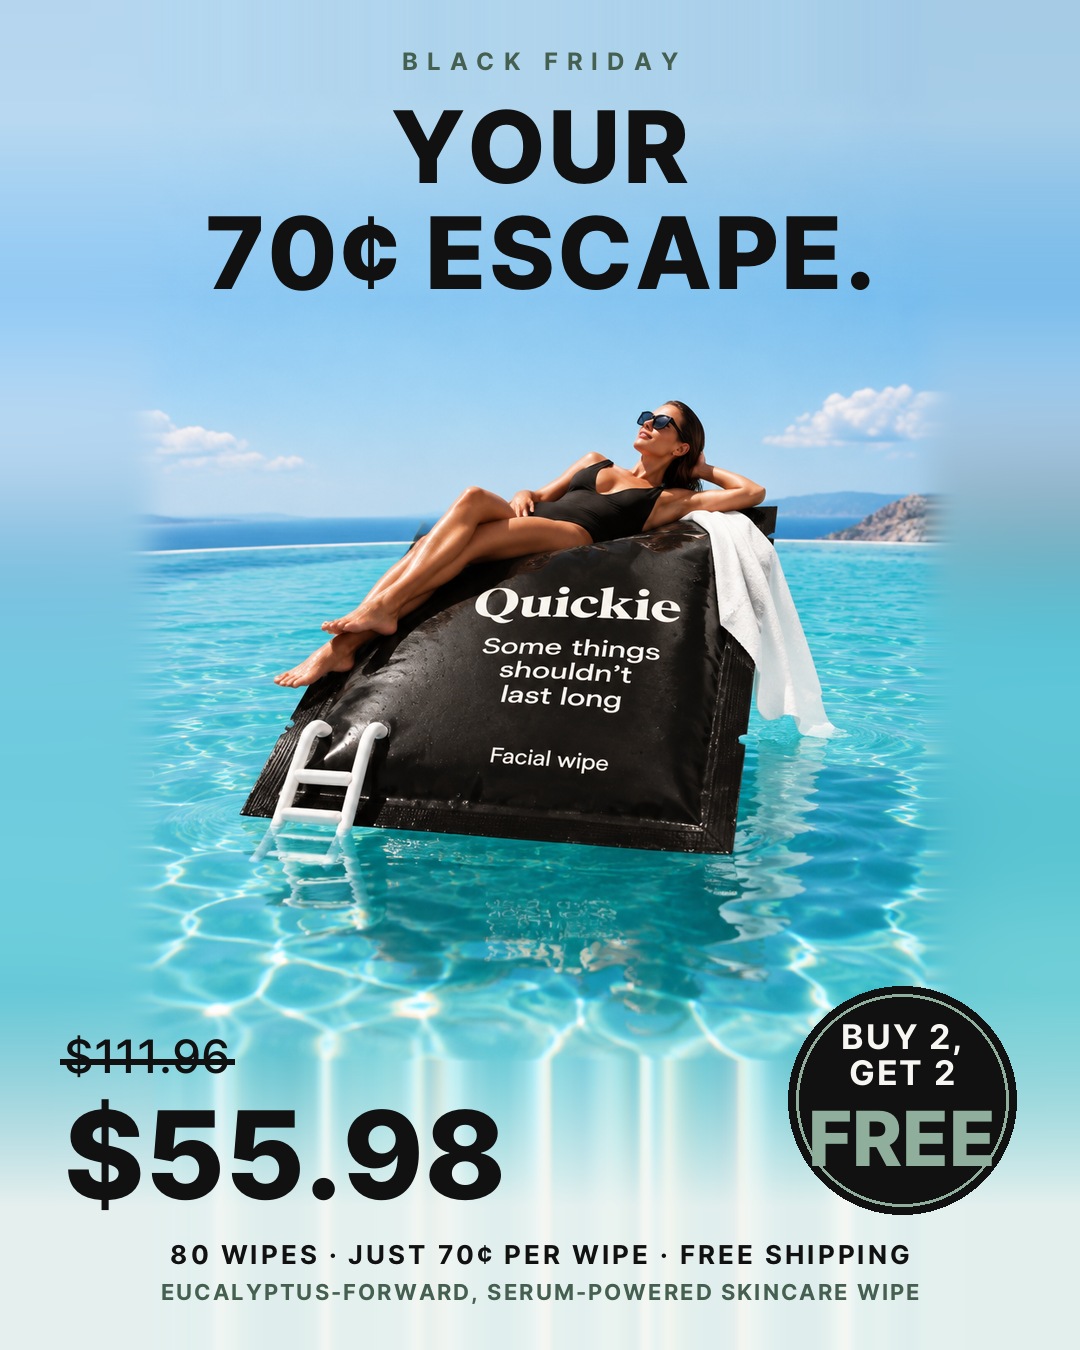 BLACK FRIDAY
YOUR
70¢ ESCAPE.
Quickie
Some things
shouldn't
last long
Facial wipe
$111.96
$55.98
BUY 2,
GET 2
FREE
80 WIPES · JUST 70¢ PER WIPE · FREE SHIPPING
EUCALYPTUS-FORWARD, SERUM-POWERED SKINCARE WIPE